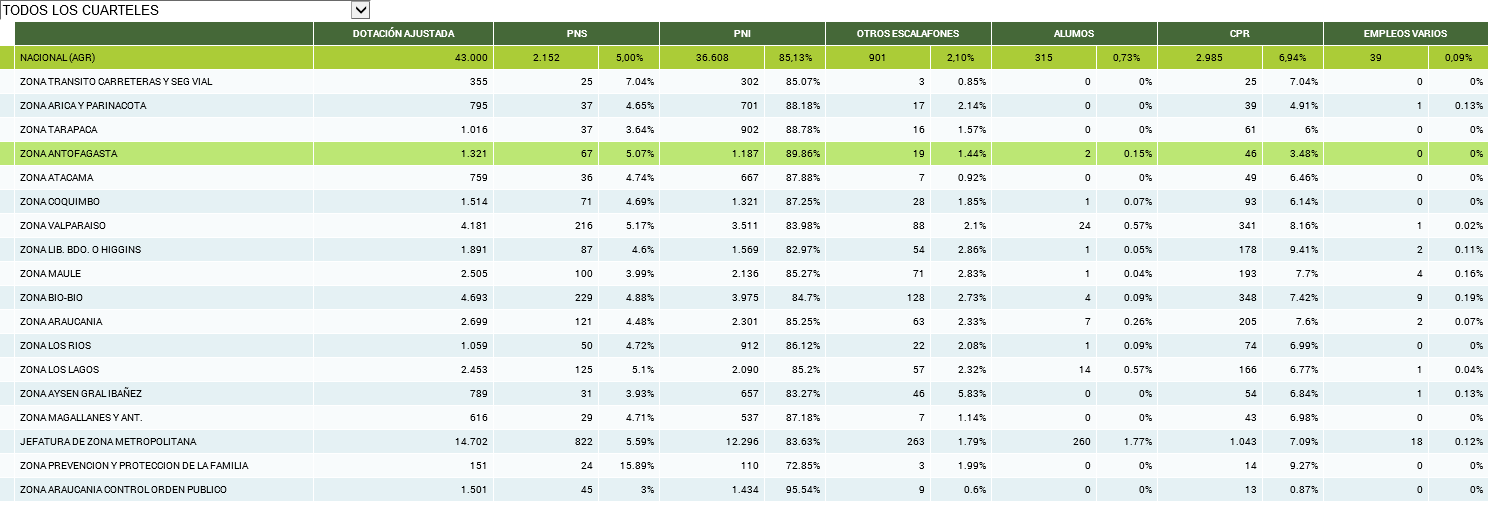 TODOS LOS CUARTELES
DOTACIÓN AJUSTADA PNS PNI OTROS ESCALAFONES ALUMOS CPR EMPLEOS VARIOS
NACIONAL (AGR) 43.000 2.152 5,00% 36.608 85,13% 901 2,10% 315 0,73% 2.985 6,94% 39 0,09%
ZONA TRANSITO CARRETERAS Y SEG VIAL 355 25 7.04% 302 85.07% 3 0.85% 0 0% 25 7.04% 0 0%
ZONA ARICA Y PARINACOTA 795 37 4.65% 701 88.18% 17 2.14% 0 0% 39 4.91% 1 0.13%
ZONA TARAPACA 1.016 37 3.64% 902 88.78% 16 1.57% 0 0% 61 6% 0 0%
ZONA ANTOFAGASTA 1.321 67 5.07% 1.187 89.86% 19 1.44% 2 0.15% 46 3.48% 0 0%
ZONA ATACAMA 759 36 4.74% 667 87.88% 7 0.92% 0 0% 49 6.46% 0 0%
ZONA COQUIMBO 1.514 71 4.69% 1.321 87.25% 28 1.85% 1 0.07% 93 6.14% 0 0%
ZONA VALPARAISO 4.181 216 5.17% 3.511 83.98% 88 2.1% 24 0.57% 341 8.16% 1 0.02%
ZONA LIB. BDO. O HIGGINS 1.891 87 4.6% 1.569 82.97% 54 2.86% 1 0.05% 178 9.41% 2 0.11%
ZONA MAULE 2.505 100 3.99% 2.136 85.27% 71 2.83% 1 0.04% 193 7.7% 4 0.16%
ZONA BIO-BIO 4.693 229 4.88% 3.975 84.7% 128 2.73% 4 0.09% 348 7.42% 9 0.19%
ZONA ARAUCANIA 2.699 121 4.48% 2.301 85.25% 63 2.33% 7 0.26% 205 7.6% 2 0.07%
ZONA LOS RIOS 1.059 50 4.72% 912 86.12% 22 2.08% 1 0.09% 74 6.99% 0 0%
ZONA LOS LAGOS 2.453 125 5.1% 2.090 85.2% 57 2.32% 14 0.57% 166 6.77% 1 0.04%
ZONA AYSEN GRAL IBAÑEZ 789 31 3.93% 657 83.27% 46 5.83% 0 0% 54 6.84% 1 0.13%
ZONA MAGALLANES Y ANT. 616 29 4.71% 537 87.18% 7 1.14% 0 0% 43 6.98% 0 0%
JEFATURA DE ZONA METROPOLITANA 14.702 822 5.59% 12.296 83.63% 263 1.79% 260 1.77% 1.043 7.09% 18 0.12%
ZONA PREVENCION Y PROTECCION DE LA FAMILIA 151 24 15.89% 110 72.85% 3 1.99% 0 0% 14 9.27% 0 0%
ZONA ARAUCANIA CONTROL ORDEN PUBLICO 1.501 45 3% 1.434 95.54% 9 0.6% 0 0% 13 0.87% 0 0%